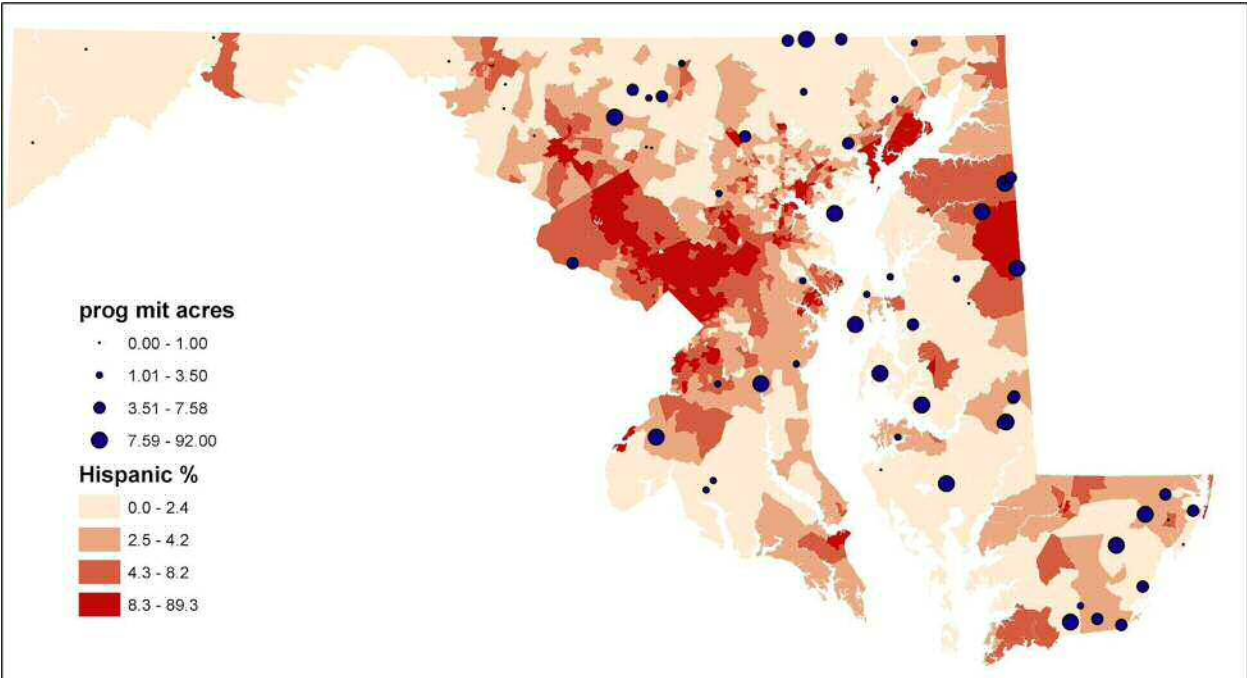 prog mit acres
0.00 - 1.00
1.01 - 3.50
3.51 - 7.58
7.59 - 92.00
Hispanic %
0.0 - 2.4
2.5 - 4.2
4.3 - 8.2
8.3 - 89.3